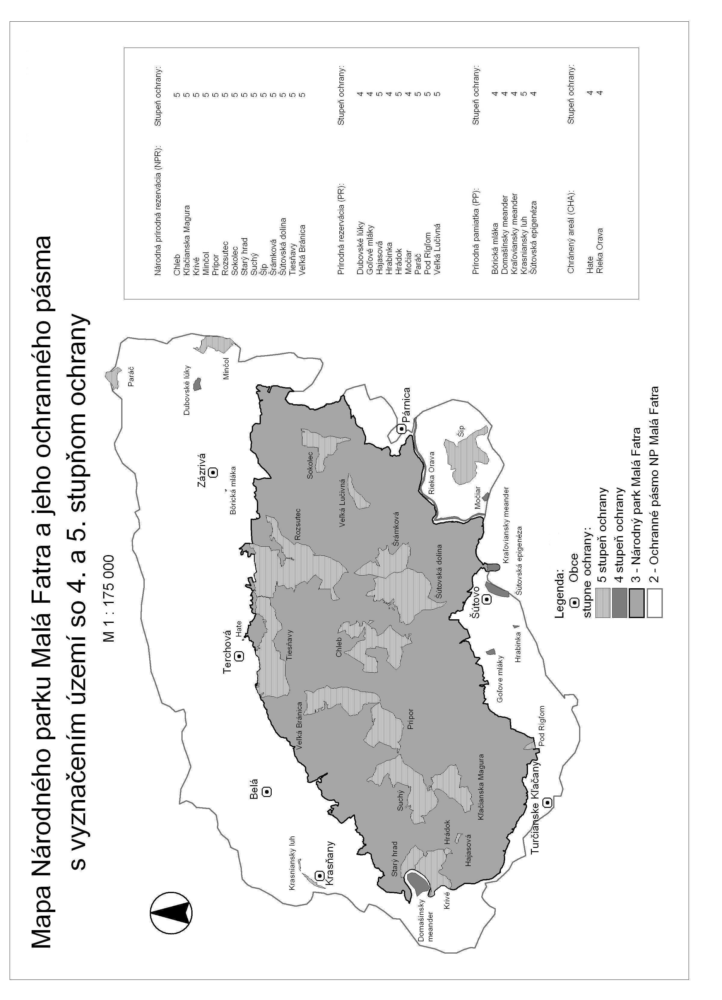 Mapa Národného parku Malá Fatra a jeho ochranného pásma
s vyznačením území so 4. a 5. stupňom ochrany
M 1 : 175 000
Paráč
Dubovské lúky
Minčol
Zázrivá
Bôrická mláka
Terchová
Hate
Belá
Krasniansky luh
Krasňany
Sokolec
Rozsutec
Tiesňavy
Veľká Bránica
Veľká Lučivná
Chleb
Párnica
Šíp
Rieka Orava
Šrámková
Šútovská dolina
Prípor
Suchý
Starý hrad
Domašínsky
meander
Krivé
Hrádok
Hajasová
Kľačianska Magura
Močiar
Kraľoviansky meander
Šútovská epigenéza
Šútovo
Hrabinka
Goľove mláky
Pod Rígľom
Turčianske Kľačany
Legenda:
Obce
stupne ochrany:
5 stupeň ochrany
4 stupeň ochrany
3 - Národný park Malá Fatra
2 - Ochranné pásmo NP Malá Fatra
Národná prírodná rezervácia (NPR): Stupeň ochrany:
Chleb 5
Kľačianska Magura 5
Krivé 5
Minčol 5
Prípor 5
Rozsutec 5
Sokolec 5
Starý hrad 5
Suchý 5
Šíp 5
Šrámková 5
Šútovská dolina 5
Tiesňavy 5
Veľká Bránica 5
Prírodná rezervácia (PR): Stupeň ochrany:
Dubovské lúky 4
Goľové mláky 4
Hajasová 5
Hrabinka 4
Hrádok 5
Močiar 4
Paráč 5
Pod Rígľom 5
Veľká Lučivná 5
Prírodná pamiatka (PP): Stupeň ochrany:
Bôrická mláka 4
Domašínsky meander 4
Kraľoviansky meander 4
Krasniansky luh 5
Šútovská epigenéza 4
Chránený areál (CHA): Stupeň ochrany:
Hate 4
Rieka Orava 4